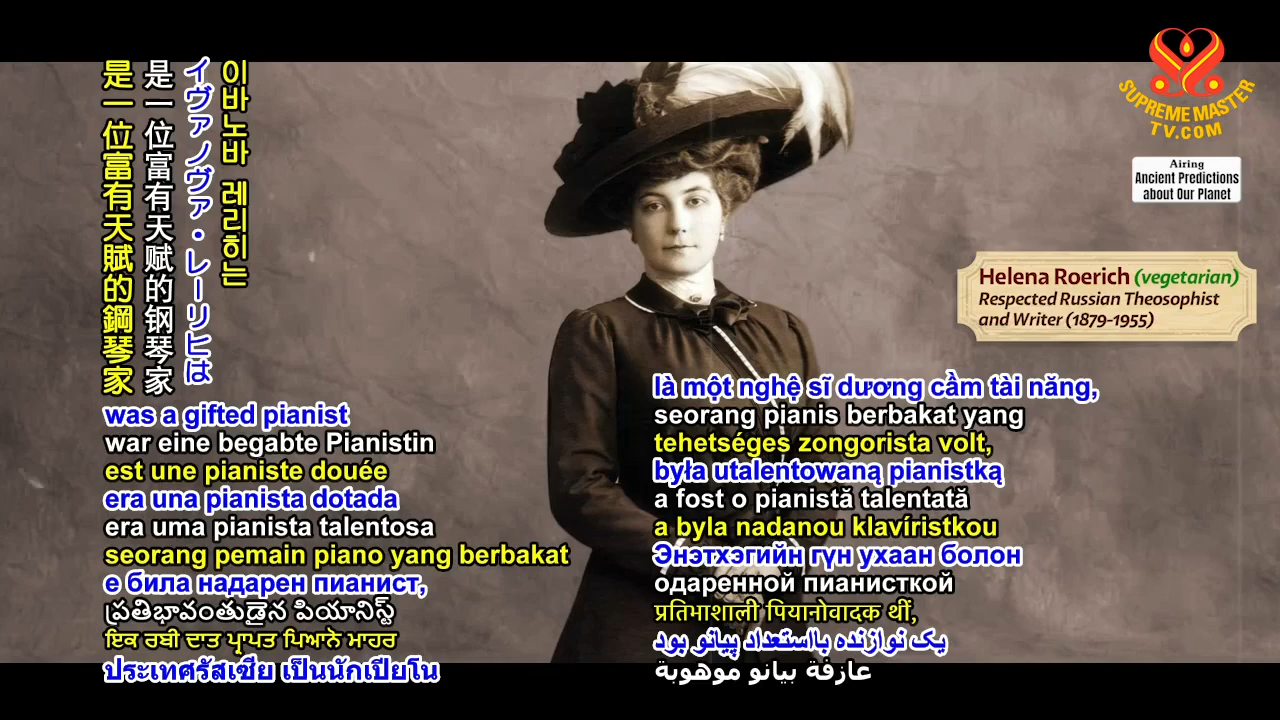 是一位富有天賦的鋼琴家
是一位富有天赋的钢琴家
イヴァノヴァ・レーリヒは
이바노바 레리히는
SUPREME MASTER
TV.COM
Airing
Ancient Predictions
about Our Planet
Helena Roerich (vegetarian)
Respected Russian Theosophist
and Writer (1879-1955)
was a gifted pianist
war eine begabte Pianistin
est une pianiste douée
era una pianista dotada
era uma pianista talentosa
seorang pemain piano yang berbakat
е била надарен пианист,
ప్రతిభావంతుడైన పియానిస్ట్
ਇਕ ਰਬੀ ਦਾਤ ਪ੍ਰਾਪਤ ਪਿਆਨੋ ਮਾਹਰ
ประเทศรัสเซีย เป็นนักเปียโน
là một nghệ sĩ dương cầm tài năng,
seorang pianis berbakat yang
tehetséges zongorista volt,
była utalentowaną pianistką
a fost o pianistă talentată
a byla nadanou klavíristkou
Энэтхэгийн гүн ухаан болон
одаренной пианисткой
प्रतिभाशाली पियानोवादक थीं,
یک نوازنده بااستعداد پیانو بود
عازفة بيانو موهوبة